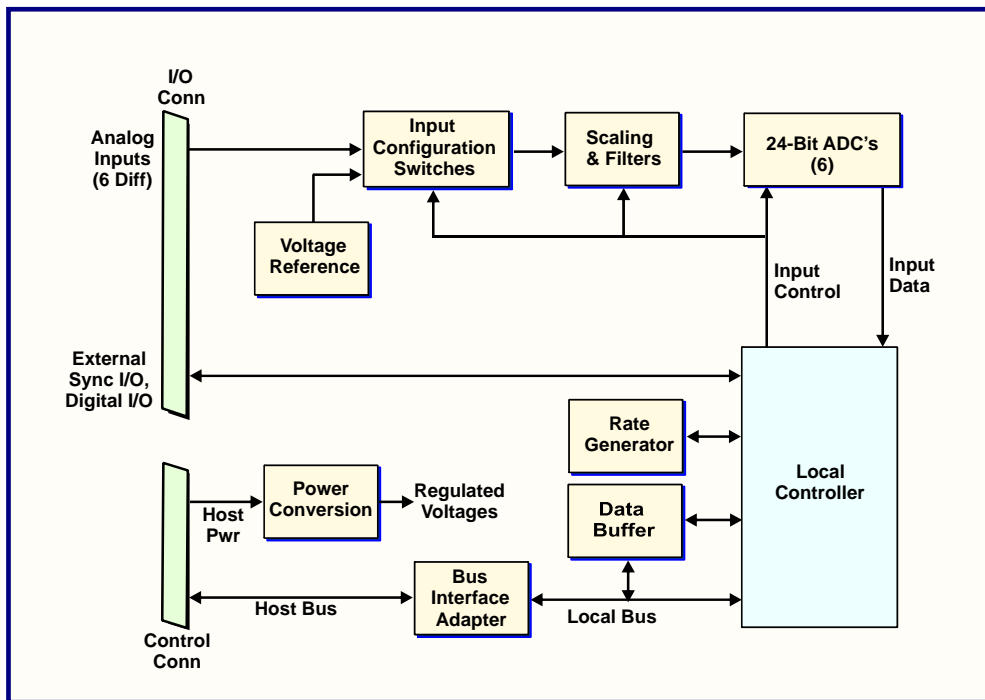 I/O
Conn
Analog
Inputs
(6 Diff)
Input
Configuration
Switches
Scaling
& Filters
24-Bit ADC's
(6)
Voltage
Reference
Input
Control
Input
Data
External
Sync I/O,
Digital I/O
Rate
Generator
Local
Controller
Host
Pwr
Power
Conversion
Regulated
Voltages
Data
Buffer
Host Bus
Bus
Interface
Adapter
Local Bus
Control
Conn